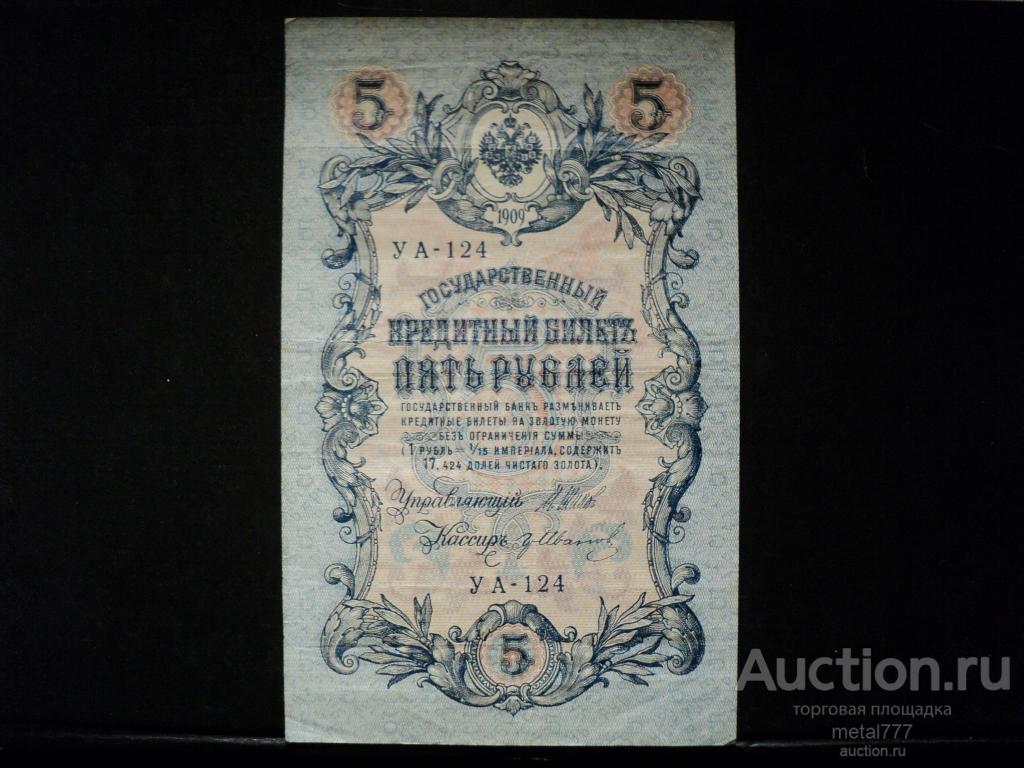 5 5
1909
УА-124
ГОСУДАРСТВЕННЫЙ
КРЕДИТНЫЙ БИЛЕТЪ
ПЯТЬ РУБЛЕЙ
ГОСУДАРСТВЕННЫЙ БАНКЪ РАЗМѢНИВАЕТЪ
КРЕДИТНЫЕ БИЛЕТЫ НА ЗОЛОТУЮ МОНЕТУ
БЕЗЪ ОГРАНИЧЕНІЯ СУММЫ
(1 РУБЛЬ = 1/15 ИМПЕРІАЛА, СОДЕРЖИТЪ
17,424 ДОЛЕЙ ЧИСТАГО ЗОЛОТА).
Управляющій
Кассиръ
УА-124
5
Auction.ru
торговая площадка
metal777
auction.ru